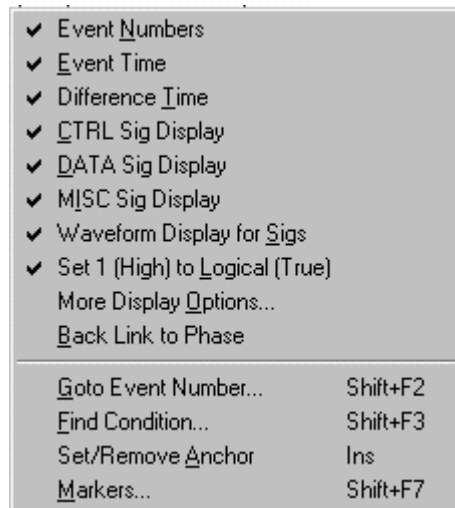 Event Numbers
Event Time
Difference Time
CTRL Sig Display
DATA Sig Display
MISC Sig Display
Waveform Display for Sigs
Set 1 (High) to Logical (True)
More Display Options...
Back Link to Phase
Goto Event Number... Shift+F2
Find Condition... Shift+F3
Set/Remove Anchor Ins
Markers... Shift+F7